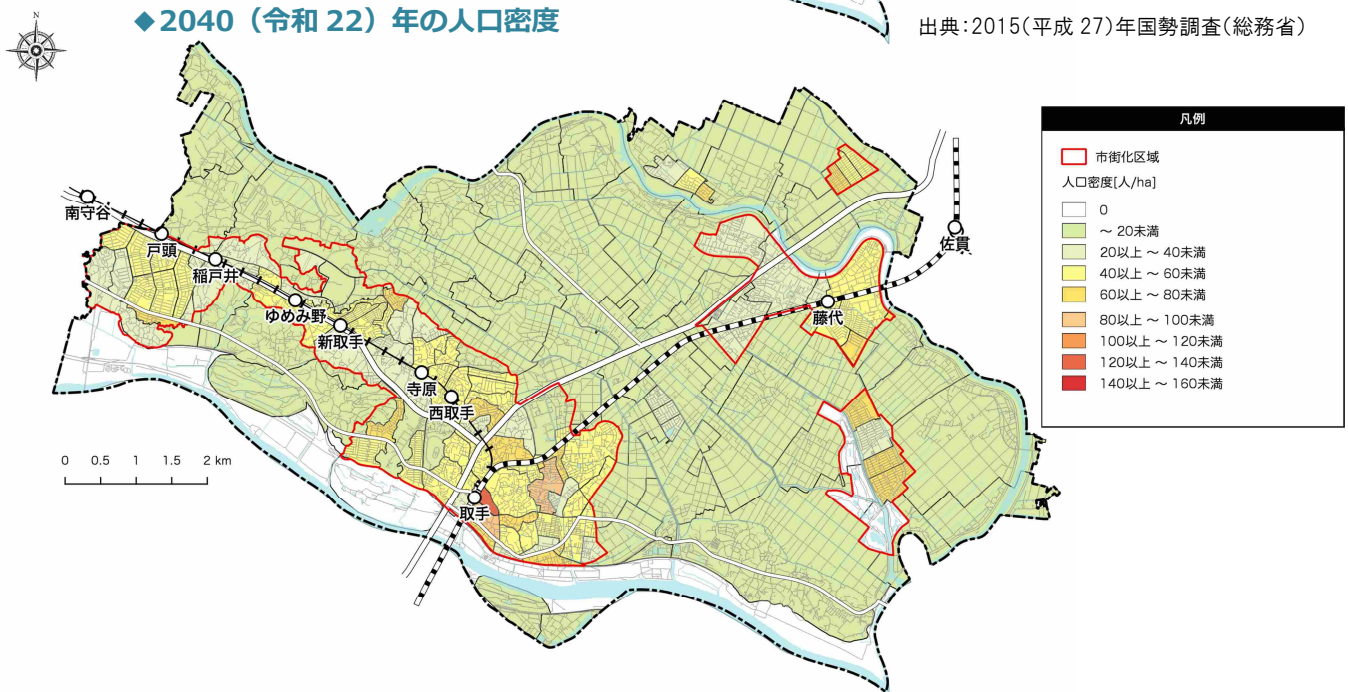 ◆2040(令和 22)年の人口密度
出典:2015(平成 27)年国勢調査(総務省)
N
凡例
市街化区域
人口密度[人/ha]
0
~ 20未満
20以上 ~ 40未満
40以上 ~ 60未満
60以上 ~ 80未満
80以上 ~ 100未満
100以上 ~ 120未満
120以上 ~ 140未満
140以上 ~ 160未満
南守谷
戸頭
稲戸井
ゆめみ野
新取手
寺原
西取手
取手
藤代
佐貫
0 0.5 1 1.5 2 km